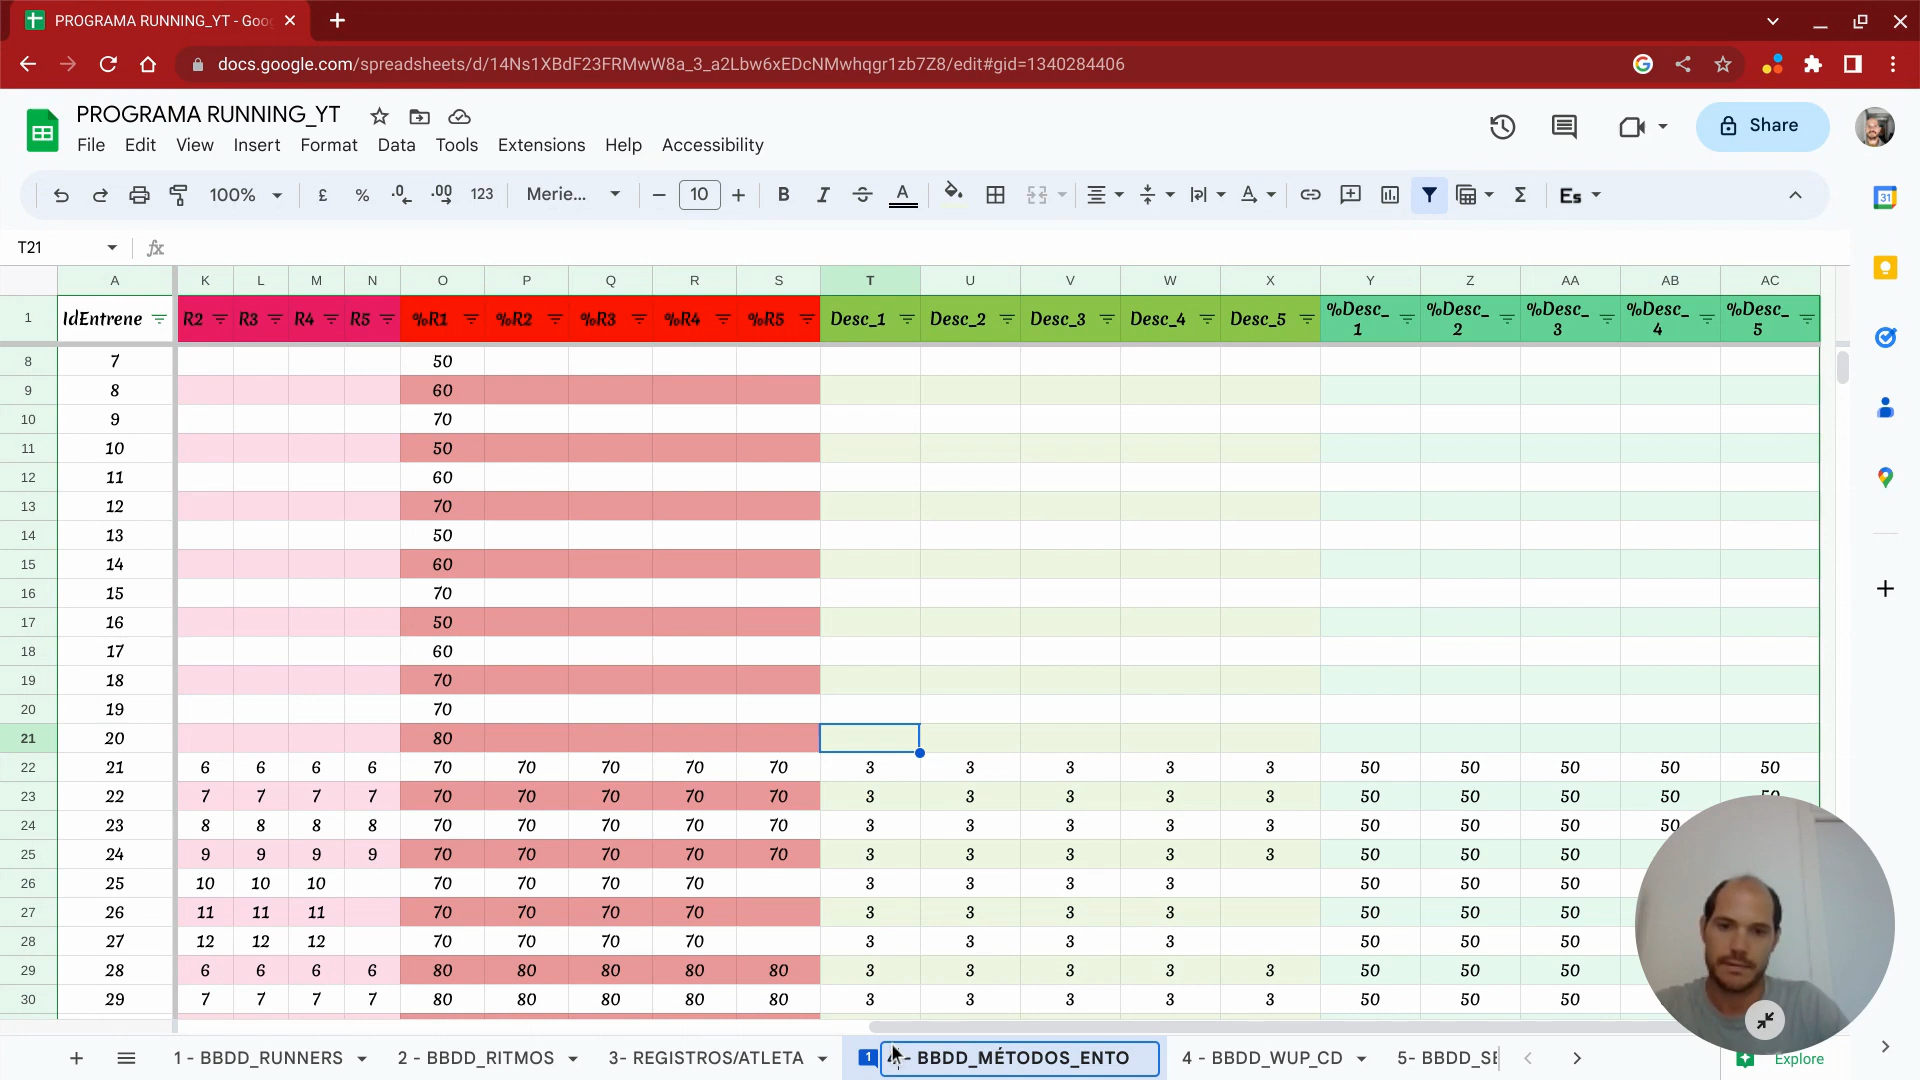 PROGRAMA RUNNING_YT - Goo
docs.google.com/spreadsheets/d/14Ns1XBdF23FRMwW8a_3_a2Lbw6xEDcNMwhqgr1zb7Z8/edit#gid=1340284406
PROGRAMA RUNNING_YT
File Edit View Insert Format Data Tools Extensions Help Accessibility
Share
100% £ % .0 .00 123 Merie... 10 B I S A Σ Es
31
T21 fx
A K L M N O P Q R S T U V W X Y Z AA AB AC
1 IdEntrene R2 R3 R4 R5 %R1 %R2 %R3 %R4 %R5 Desc_1 Desc_2 Desc_3 Desc_4 Desc_5 %Desc_1 %Desc_2 %Desc_3 %Desc_4 %Desc_5
8 7 50
9 8 60
10 9 70
11 10 50
12 11 60
13 12 70
14 13 50
15 14 60
16 15 70
17 16 50
18 17 60
19 18 70
20 19 70
21 20 80
22 21 6 6 6 6 70 70 70 70 70 3 3 3 3 3 50 50 50 50 50
23 22 7 7 7 7 70 70 70 70 70 3 3 3 3 3 50 50 50 50 50
24 23 8 8 8 8 70 70 70 70 70 3 3 3 3 3 50 50 50 50
25 24 9 9 9 9 70 70 70 70 70 3 3 3 3 3 50 50 50
26 25 10 10 10 70 70 70 70 3 3 3 3 50 50 50
27 26 11 11 11 70 70 70 70 3 3 3 3 50 50 50
28 27 12 12 12 70 70 70 70 3 3 3 3 50 50 50
29 28 6 6 6 6 80 80 80 80 80 3 3 3 3 3 50 50 50
30 29 7 7 7 7 80 80 80 80 80 3 3 3 3 3 50 50 50
1 - BBDD_RUNNERS 2 - BBDD_RITMOS 3- REGISTROS/ATLETA 1 - BBDD_MÉTODOS_ENTO 4 - BBDD_WUP_CD 5- BBDD_SE Explore